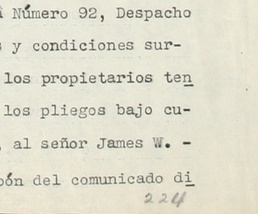 Número 92, Despacho
y condiciones sur-
los propietarios ten
los pliegos bajo cu-
, al señor James W. -
ón del comunicado di
224